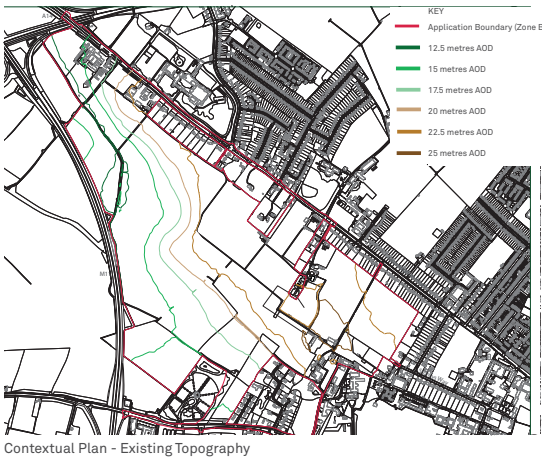 KEY
Application Boundary (Zone E
12.5 metres AOD
15 metres AOD
17.5 metres AOD
20 metres AOD
22.5 metres AOD
25 metres AOD
M11
Contextual Plan - Existing Topography